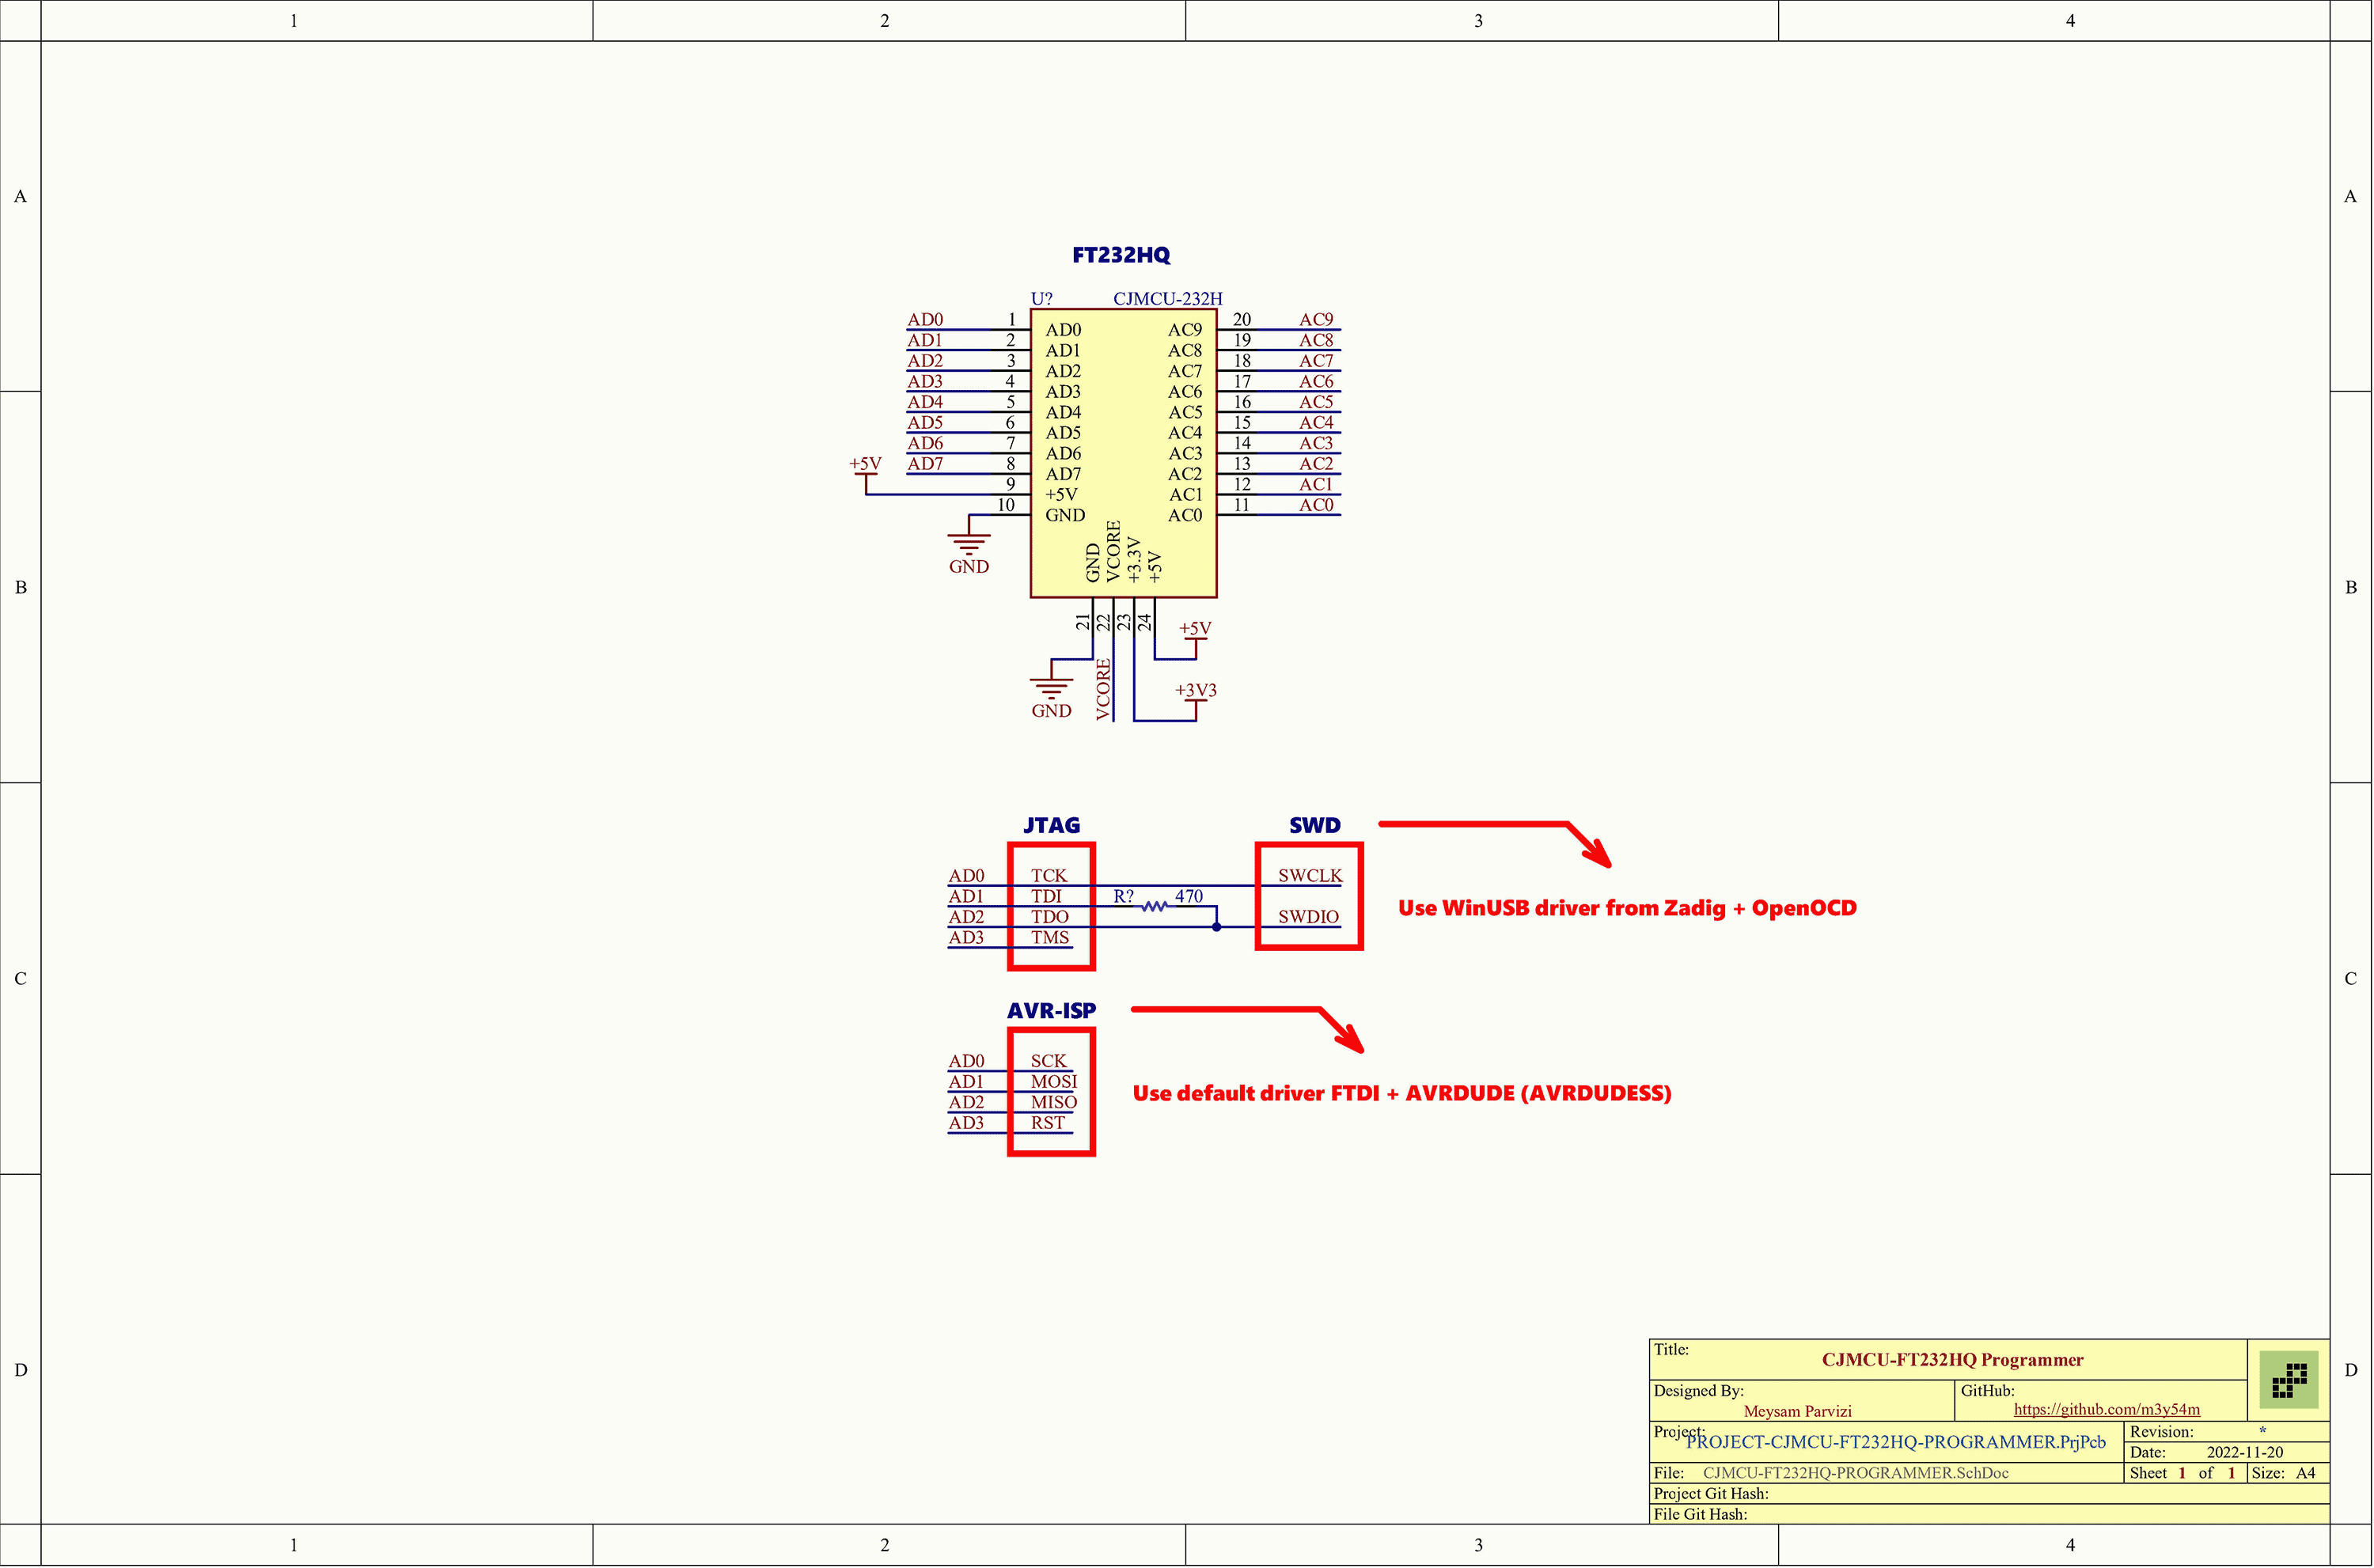 1 2 3 4
A A
FT232HQ
U? CJMCU-232H
AD0 1 AD0 AC9 20 AC9
AD1 2 AD1 AC8 19 AC8
AD2 3 AD2 AC7 18 AC7
AD3 4 AD3 AC6 17 AC6
AD4 5 AD4 AC5 16 AC5
AD5 6 AD5 AC4 15 AC4
AD6 7 AD6 AC3 14 AC3
+5V AD7 8 AD7 AC2 13 AC2
9 +5V AC1 12 AC1
10 GND AC0 11 AC0
GND
GND VCORE +3.3V +5V
B B
21 22 23 24
+5V
VCORE
+3V3
GND
JTAG SWD
AD0 TCK SWCLK
AD1 TDI R? 470
AD2 TDO SWDIO
AD3 TMS
Use WinUSB driver from Zadig + OpenOCD
C C
AVR-ISP
AD0 SCK
AD1 MOSI
AD2 MISO
AD3 RST
Use default driver FTDI + AVRDUDE (AVRDUDESS)
D D
Title:
CJMCU-FT232HQ Programmer
Designed By:
Meysam Parvizi
GitHub:
https://github.com/m3y54m
Project:
PROJECT-CJMCU-FT232HQ-PROGRAMMER.PrjPcb
Revision: *
Date: 2022-11-20
File: CJMCU-FT232HQ-PROGRAMMER.SchDoc
Sheet 1 of 1 Size: A4
Project Git Hash:
File Git Hash:
1 2 3 4